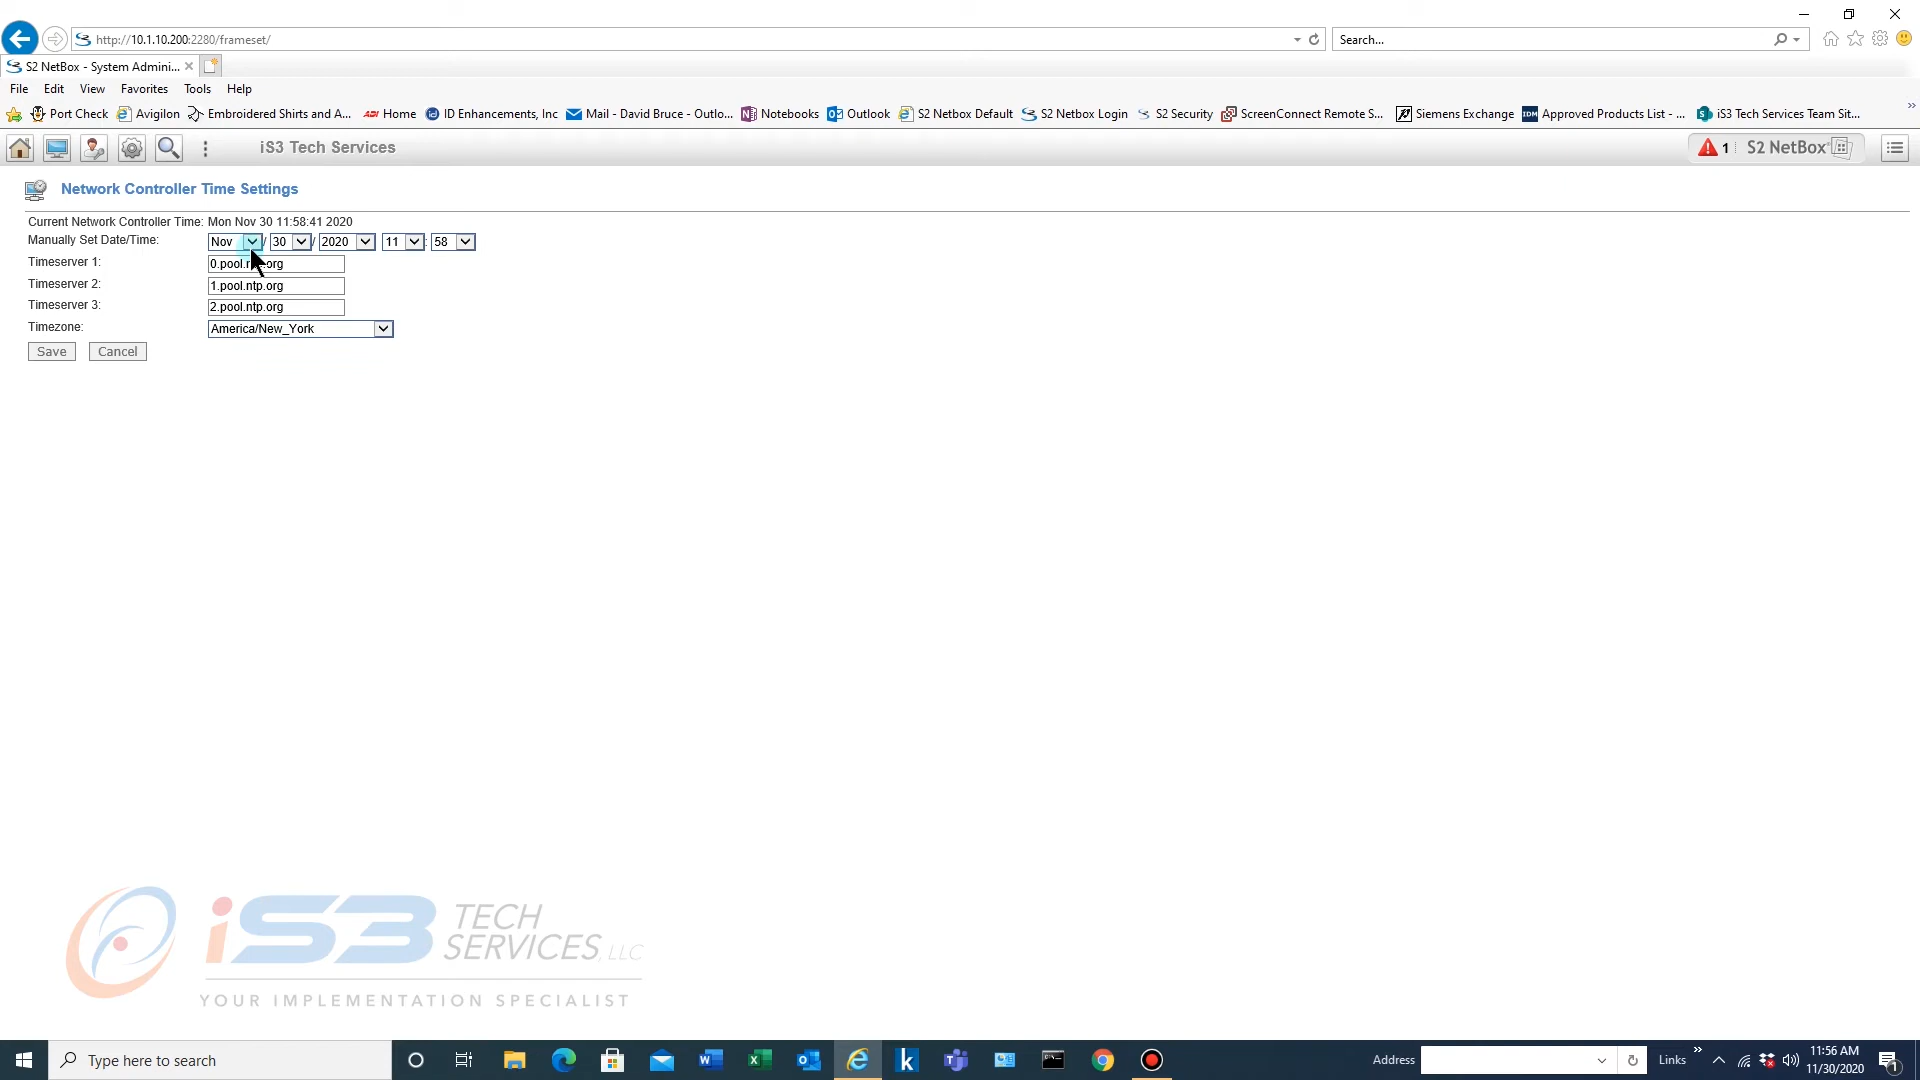 http://10.1.10.200:2280/frameset/
Search...
S2 NetBox - System Admini...
File Edit View Favorites Tools Help
Port Check Avigilon Embroidered Shirts and A... Home ID Enhancements, Inc Mail - David Bruce - Outlo... Notebooks Outlook S2 Netbox Default S2 Netbox Login S2 Security ScreenConnect Remote S... Siemens Exchange Approved Products List - ... iS3 Tech Services Team Sit...
iS3 Tech Services
1 S2 NetBox
Network Controller Time Settings
Current Network Controller Time: Mon Nov 30 11:58:41 2020
Manually Set Date/Time: Nov / 30 / 2020 11 : 58
Timeserver 1: 0.pool.ntp.org
Timeserver 2: 1.pool.ntp.org
Timeserver 3: 2.pool.ntp.org
Timezone: America/New_York
Save Cancel
iS3 TECH
SERVICES, LLC
YOUR IMPLEMENTATION SPECIALIST
Type here to search
Address
Links
11:56 AM
11/30/2020
1